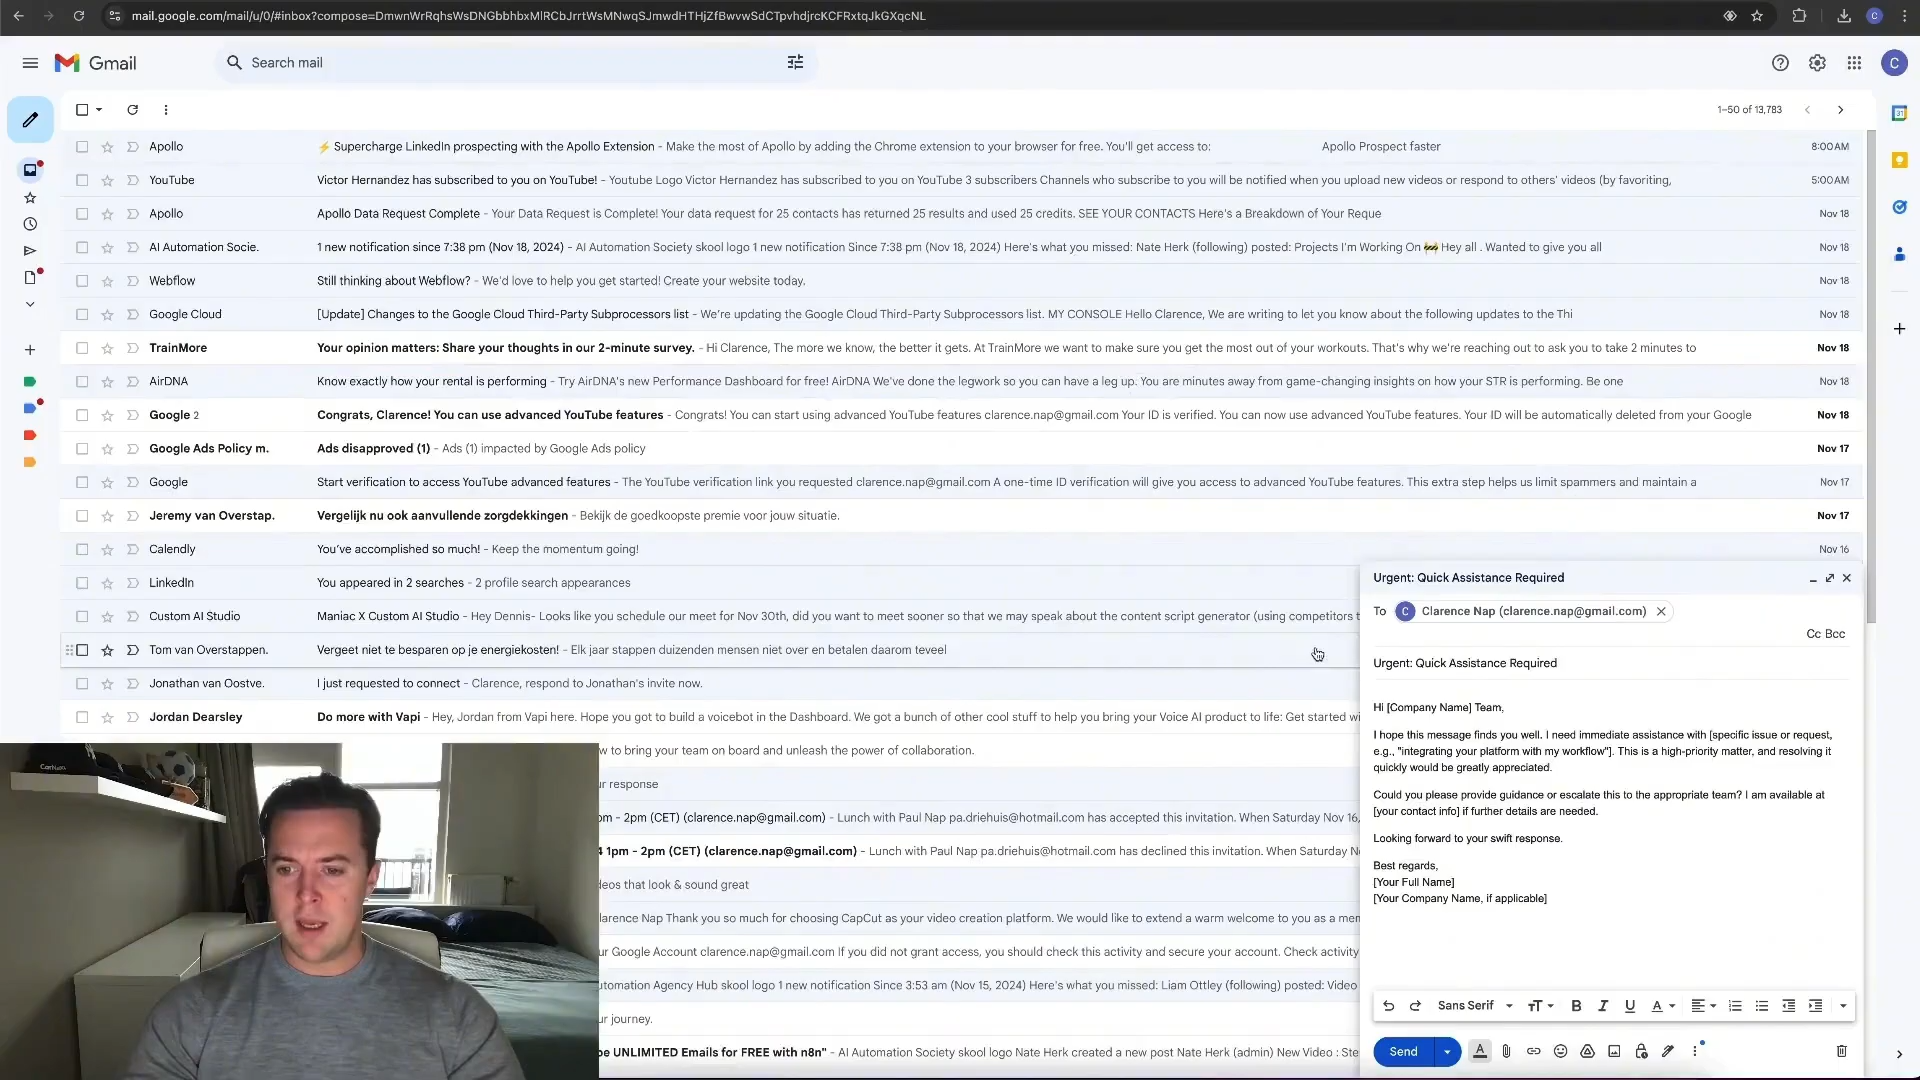 mail.google.com/mail/u/0/#inbox?compose=DmwnWrRqhsWsDNGbbhbxMlRCbJrrtWsMNwqSJmwdHTHjZfBwvwSdCTpvhdjrcKCFRxtqJkGXqcNL
C
Gmail
Search mail
C
1–50 of 13,783
Apollo ⚡ Supercharge LinkedIn prospecting with the Apollo Extension - Make the most of Apollo by adding the Chrome extension to your browser for free. You'll get access to: Apollo Prospect faster 8:00 AM
YouTube Victor Hernandez has subscribed to you on YouTube! - Youtube Logo Victor Hernandez has subscribed to you on YouTube 3 subscribers Channels who subscribe to you will be notified when you upload new videos or respond to others' videos (by favoriting, 5:00 AM
Apollo Apollo Data Request Complete - Your Data Request is Complete! Your data request for 25 contacts has returned 25 results and used 25 credits. SEE YOUR CONTACTS Here's a Breakdown of Your Reque Nov 18
AI Automation Socie. 1 new notification since 7:38 pm (Nov 18, 2024) - AI Automation Society skool logo 1 new notification Since 7:38 pm (Nov 18, 2024) Here's what you missed: Nate Herk (following) posted: Projects I'm Working On 🚧 Hey all . Wanted to give you all Nov 18
Webflow Still thinking about Webflow? - We'd love to help you get started! Create your website today. Nov 18
Google Cloud [Update] Changes to the Google Cloud Third-Party Subprocessors list - We're updating the Google Cloud Third-Party Subprocessors list. MY CONSOLE Hello Clarence, We are writing to let you know about the following updates to the Thi Nov 18
TrainMore Your opinion matters: Share your thoughts in our 2-minute survey. - Hi Clarence, The more we know, the better it gets. At TrainMore we want to make sure you get the most out of your workouts. That's why we're reaching out to ask you to take 2 minutes to Nov 18
AirDNA Know exactly how your rental is performing - Try AirDNA's new Performance Dashboard for free! AirDNA We've done the legwork so you can have a leg up. You are minutes away from game-changing insights on how your STR is performing. Be one Nov 18
Google 2 Congrats, Clarence! You can use advanced YouTube features - Congrats! You can start using advanced YouTube features clarence.nap@gmail.com Your ID is verified. You can now use advanced YouTube features. Your ID will be automatically deleted from your Google Nov 18
Google Ads Policy m. Ads disapproved (1) - Ads (1) impacted by Google Ads policy Nov 17
Google Start verification to access YouTube advanced features - The YouTube verification link you requested clarence.nap@gmail.com A one-time ID verification will give you access to advanced YouTube features. This extra step helps us limit spammers and maintain a Nov 17
Jeremy van Overstap. Vergelijk nu ook aanvullende zorgdekkingen - Bekijk de goedkoopste premie voor jouw situatie. Nov 17
Calendly You've accomplished so much! - Keep the momentum going! Nov 16
LinkedIn You appeared in 2 searches - 2 profile search appearances
Custom AI Studio Maniac X Custom AI Studio - Hey Dennis- Looks like you schedule our meet for Nov 30th, did you want to meet sooner so that we may speak about the content script generator (using competitors t
Tom van Overstappen. Vergeet niet te besparen op je energiekosten! - Elk jaar stappen duizenden mensen niet over en betalen daarom teveel
Jonathan van Oostve. I just requested to connect - Clarence, respond to Jonathan's invite now.
Jordan Dearsley Do more with Vapi - Hey, Jordan from Vapi here. Hope you got to build a voicebot in the Dashboard. We got a bunch of other cool stuff to help you bring your Voice AI product to life: Get started wi
w to bring your team on board and unleash the power of collaboration.
ur response
pm - 2pm (CET) (clarence.nap@gmail.com) - Lunch with Paul Nap pa.driehuis@hotmail.com has accepted this invitation. When Saturday Nov 16,
4 1pm - 2pm (CET) (clarence.nap@gmail.com) - Lunch with Paul Nap pa.driehuis@hotmail.com has declined this invitation. When Saturday N
deos that look & sound great
larence Nap Thank you so much for choosing CapCut as your video creation platform. We would like to extend a warm welcome to you as a mem
ur Google Account clarence.nap@gmail.com If you did not grant access, you should check this activity and secure your account. Check activity
utomation Agency Hub skool logo 1 new notification Since 3:53 am (Nov 15, 2024) Here's what you missed: Liam Ottley (following) posted: Video
ur journey.
be UNLIMITED Emails for FREE with n8n" - AI Automation Society skool logo Nate Herk created a new post Nate Herk (admin) New Video : Ste
Urgent: Quick Assistance Required
To C Clarence Nap (clarence.nap@gmail.com)
Cc Bcc
Urgent: Quick Assistance Required
Hi [Company Name] Team,
I hope this message finds you well. I need immediate assistance with [specific issue or request,
e.g., "integrating your platform with my workflow"]. This is a high-priority matter, and resolving it
quickly would be greatly appreciated.
Could you please provide guidance or escalate this to the appropriate team? I am available at
[your contact info] if further details are needed.
Looking forward to your swift response.
Best regards,
[Your Full Name]
[Your Company Name, if applicable]
Sans Serif
Send